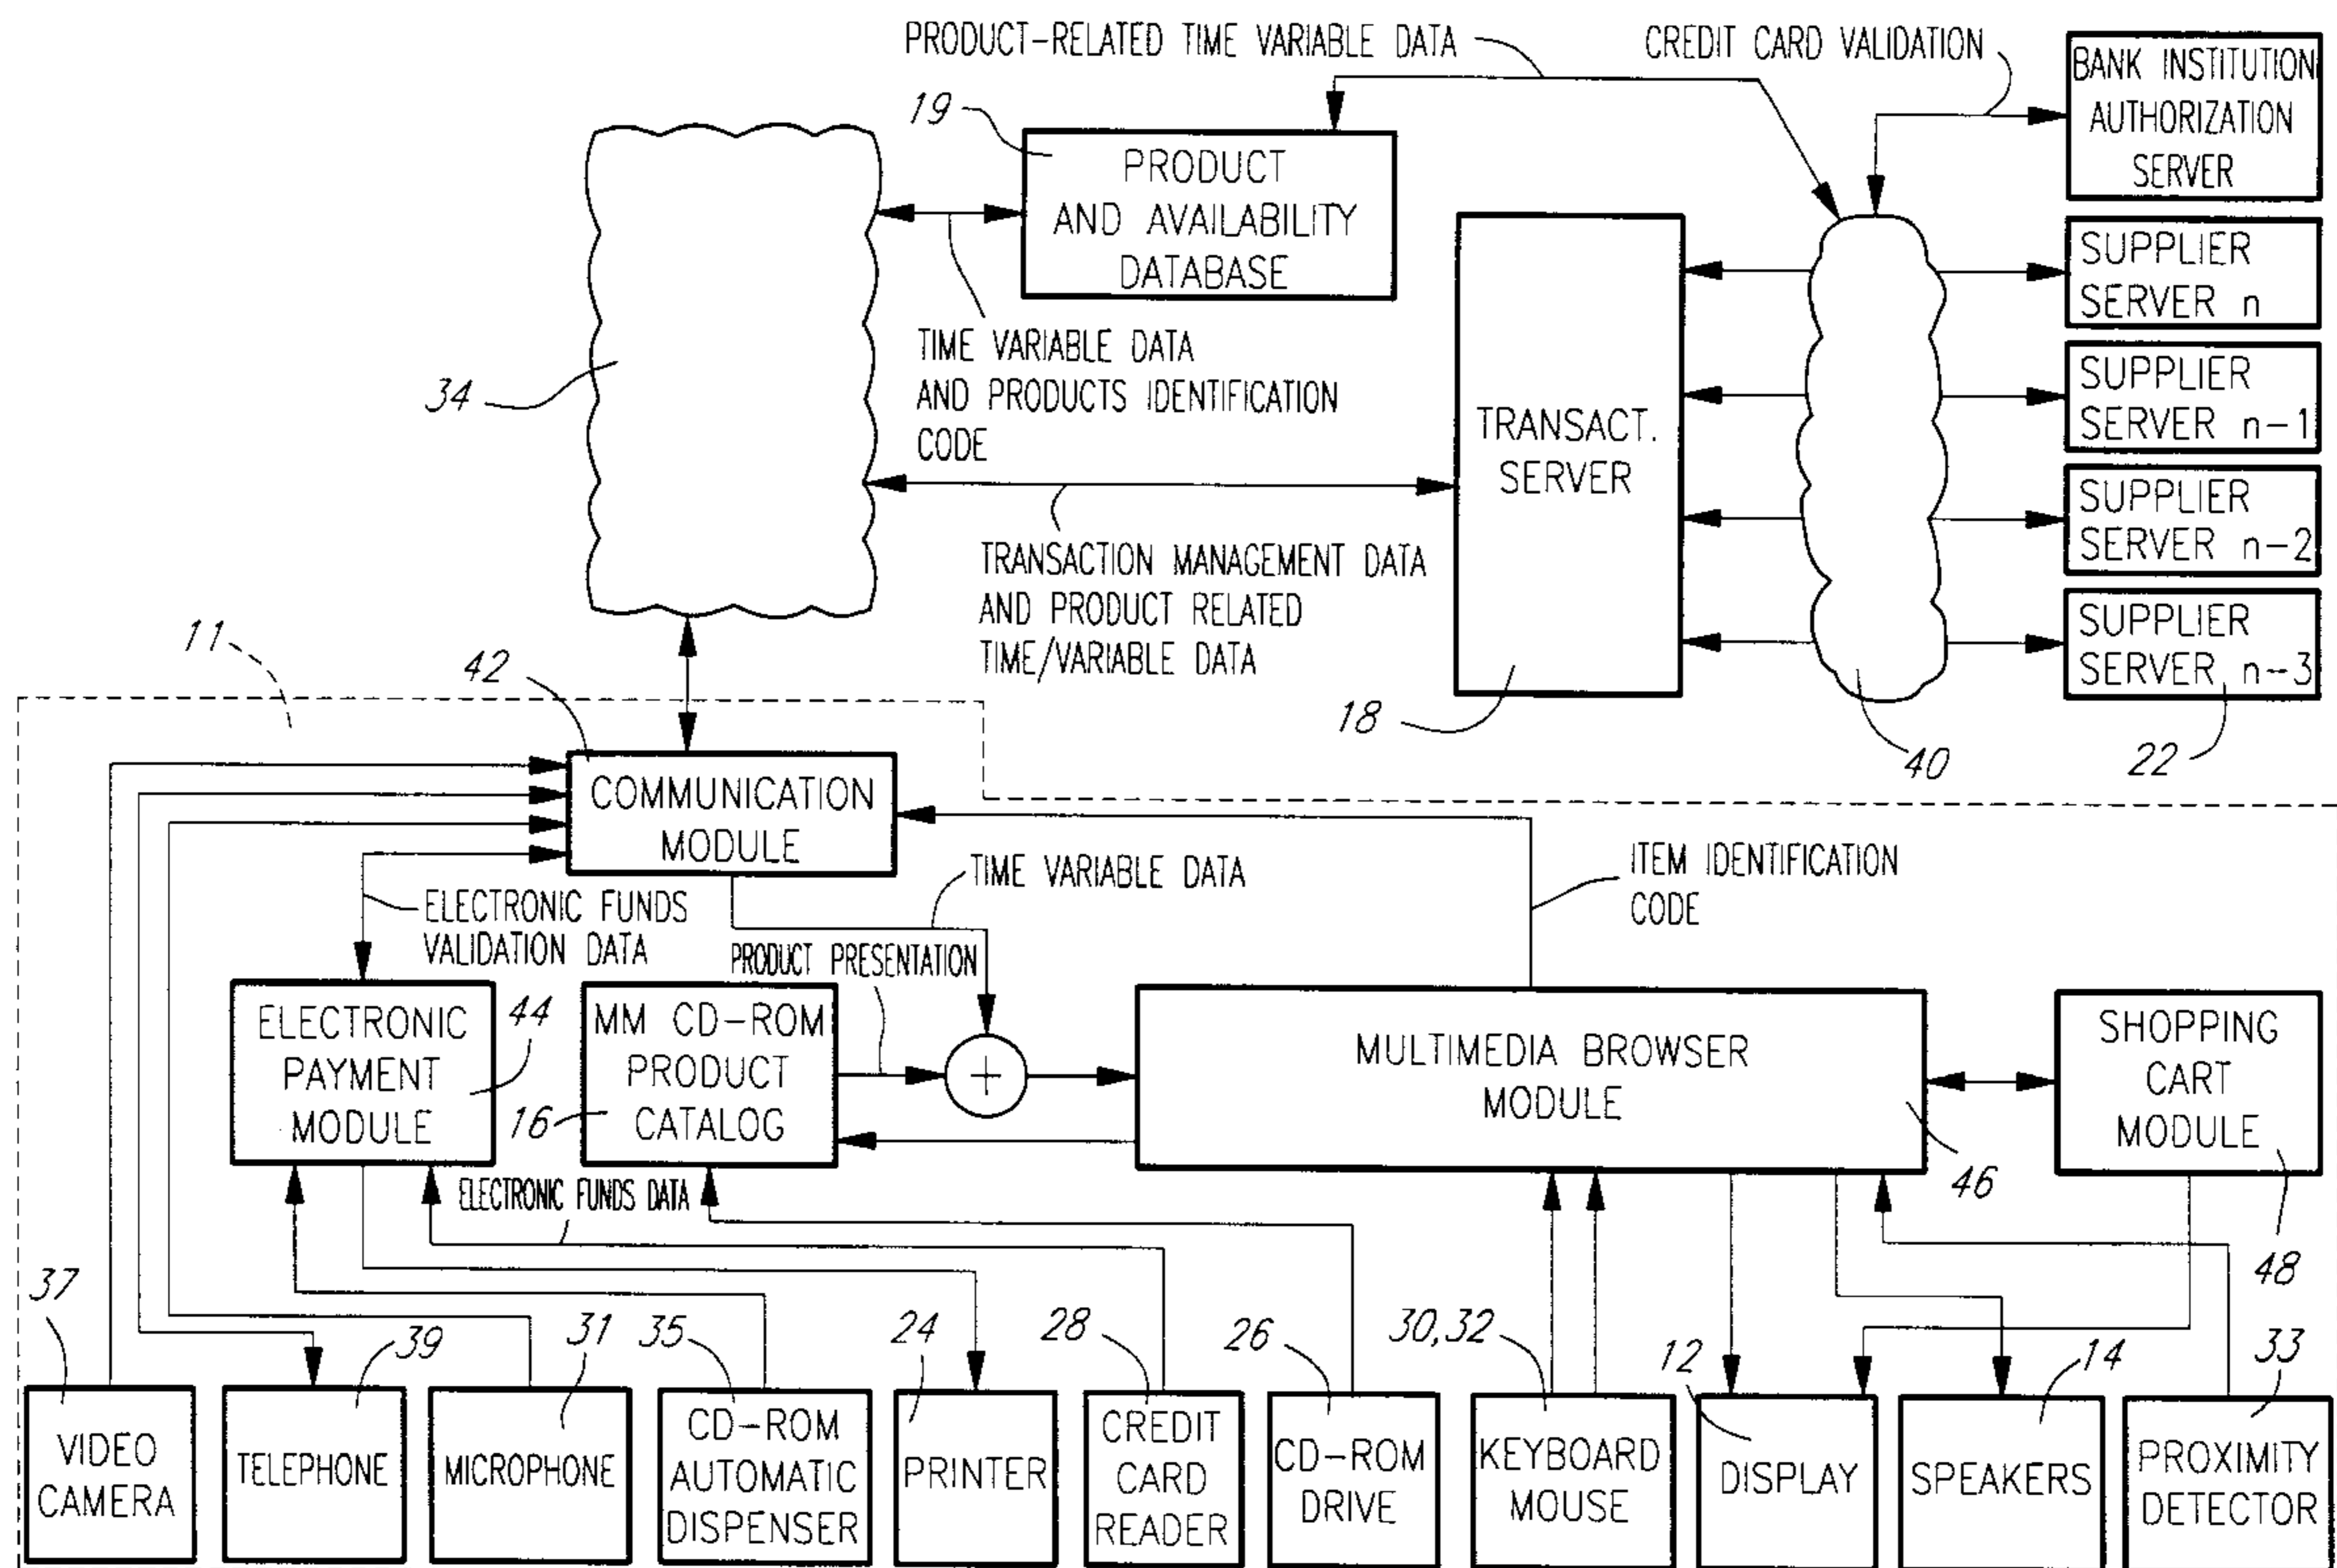 PRODUCT-RELATED TIME VARIABLE DATA
CREDIT CARD VALIDATION
BANK INSTITUTION
AUTHORIZATION
SERVER
19
PRODUCT
AND AVAILABILITY
DATABASE
SUPPLIER
SERVER n
TIME VARIABLE DATA
AND PRODUCTS IDENTIFICATION
CODE
34
TRANSACT.
SERVER
SUPPLIER
SERVER n-1
SUPPLIER
SERVER n-2
TRANSACTION MANAGEMENT DATA
AND PRODUCT RELATED
TIME/VARIABLE DATA
SUPPLIER
SERVER n-3
11
42
18
40
22
COMMUNICATION
MODULE
TIME VARIABLE DATA
ITEM IDENTIFICATION
CODE
ELECTRONIC FUNDS
VALIDATION DATA
PRODUCT PRESENTATION
ELECTRONIC
PAYMENT
MODULE
44
MM CD-ROM
PRODUCT
CATALOG
16
+
MULTIMEDIA BROWSER
MODULE
46
SHOPPING
CART
MODULE
48
ELECTRONIC FUNDS DATA
37
39
31
35
24
28
26
30,32
12
14
33
VIDEO
CAMERA
TELEPHONE
MICROPHONE
CD-ROM
AUTOMATIC
DISPENSER
PRINTER
CREDIT
CARD
READER
CD-ROM
DRIVE
KEYBOARD
MOUSE
DISPLAY
SPEAKERS
PROXIMITY
DETECTOR